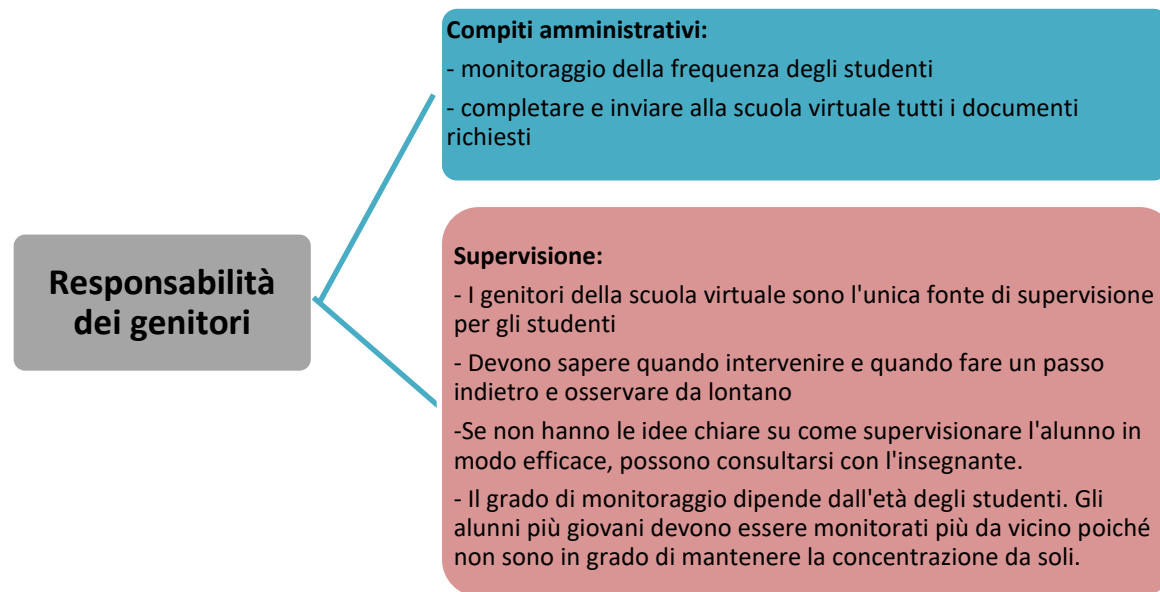 Compiti amministrativi:
- monitoraggio della frequenza degli studenti
- completare e inviare alla scuola virtuale tutti i documenti
richiesti
Responsabilità
dei genitori
Supervisione:
- I genitori della scuola virtuale sono l'unica fonte di supervisione
per gli studenti
- Devono sapere quando intervenire e quando fare un passo
indietro e osservare da lontano
-Se non hanno le idee chiare su come supervisionare l'alunno in
modo efficace, possono consultarsi con l'insegnante.
- Il grado di monitoraggio dipende dall'età degli studenti. Gli
alunni più giovani devono essere monitorati più da vicino poiché
non sono in grado di mantenere la concentrazione da soli.